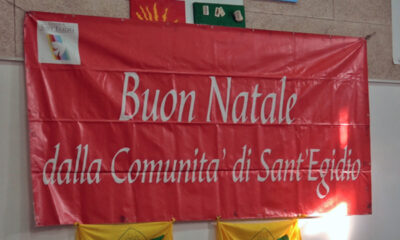 Buon Natale
dalla Comunita' di Sant'Egidio